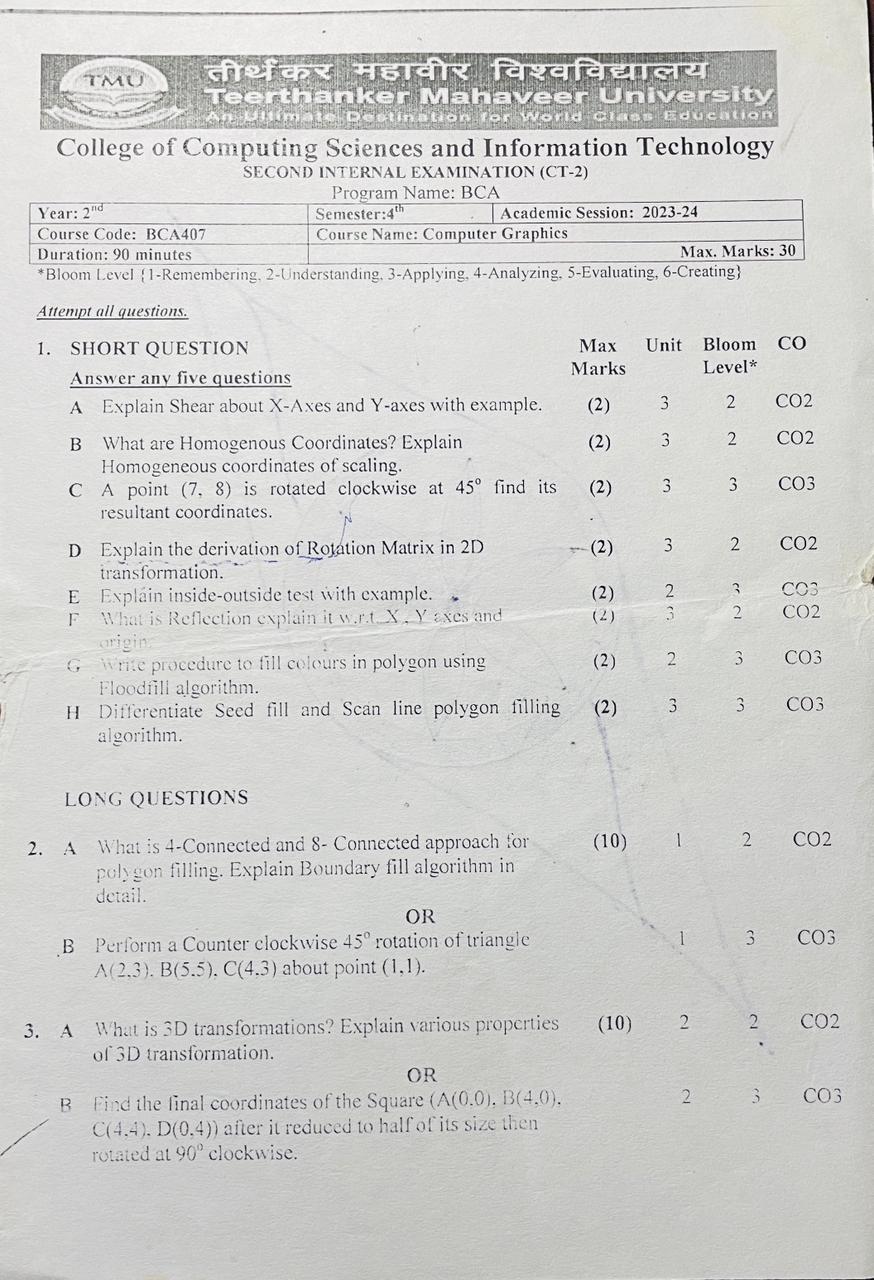 TMU
तीर्थंकर महावीर विश्वविद्यालय
Teerthanker Mahaveer University
An Ultimate Destination for World Class Education
College of Computing Sciences and Information Technology
SECOND INTERNAL EXAMINATION (CT-2)
Program Name: BCA
Year: 2nd Semester:4th Academic Session: 2023-24
Course Code: BCA407 Course Name: Computer Graphics
Duration: 90 minutes Max. Marks: 30
*Bloom Level {1-Remembering, 2-Understanding, 3-Applying, 4-Analyzing, 5-Evaluating, 6-Creating}
Attempt all questions.
1. SHORT QUESTION Max Unit Bloom CO
Marks Level*
Answer any five questions
A Explain Shear about X-Axes and Y-axes with example. (2) 3 2 CO2
B What are Homogenous Coordinates? Explain (2) 3 2 CO2
Homogeneous coordinates of scaling.
C A point (7, 8) is rotated clockwise at 45° find its (2) 3 3 CO3
resultant coordinates.
D Explain the derivation of Rotation Matrix in 2D (2) 3 2 CO2
transformation.
E Explain inside-outside test with example. (2) 2 3 CO3
F What is Reflection explain it w.r.t. X, Y axes and (2) 3 2 CO2
origin.
G Write procedure to fill colours in polygon using (2) 2 3 CO3
Floodfill algorithm.
H Differentiate Seed fill and Scan line polygon filling (2) 3 3 CO3
algorithm.
LONG QUESTIONS
2. A What is 4-Connected and 8- Connected approach for (10) 1 2 CO2
polygon filling. Explain Boundary fill algorithm in
detail.
OR
B Perform a Counter clockwise 45° rotation of triangle 1 3 CO3
A(2,3), B(5,5), C(4,3) about point (1,1).
3. A What is 3D transformations? Explain various properties (10) 2 2 CO2
of 3D transformation.
OR
B Find the final coordinates of the Square (A(0,0), B(4,0), 2 3 CO3
C(4,4), D(0,4)) after it reduced to half of its size then
rotated at 90° clockwise.